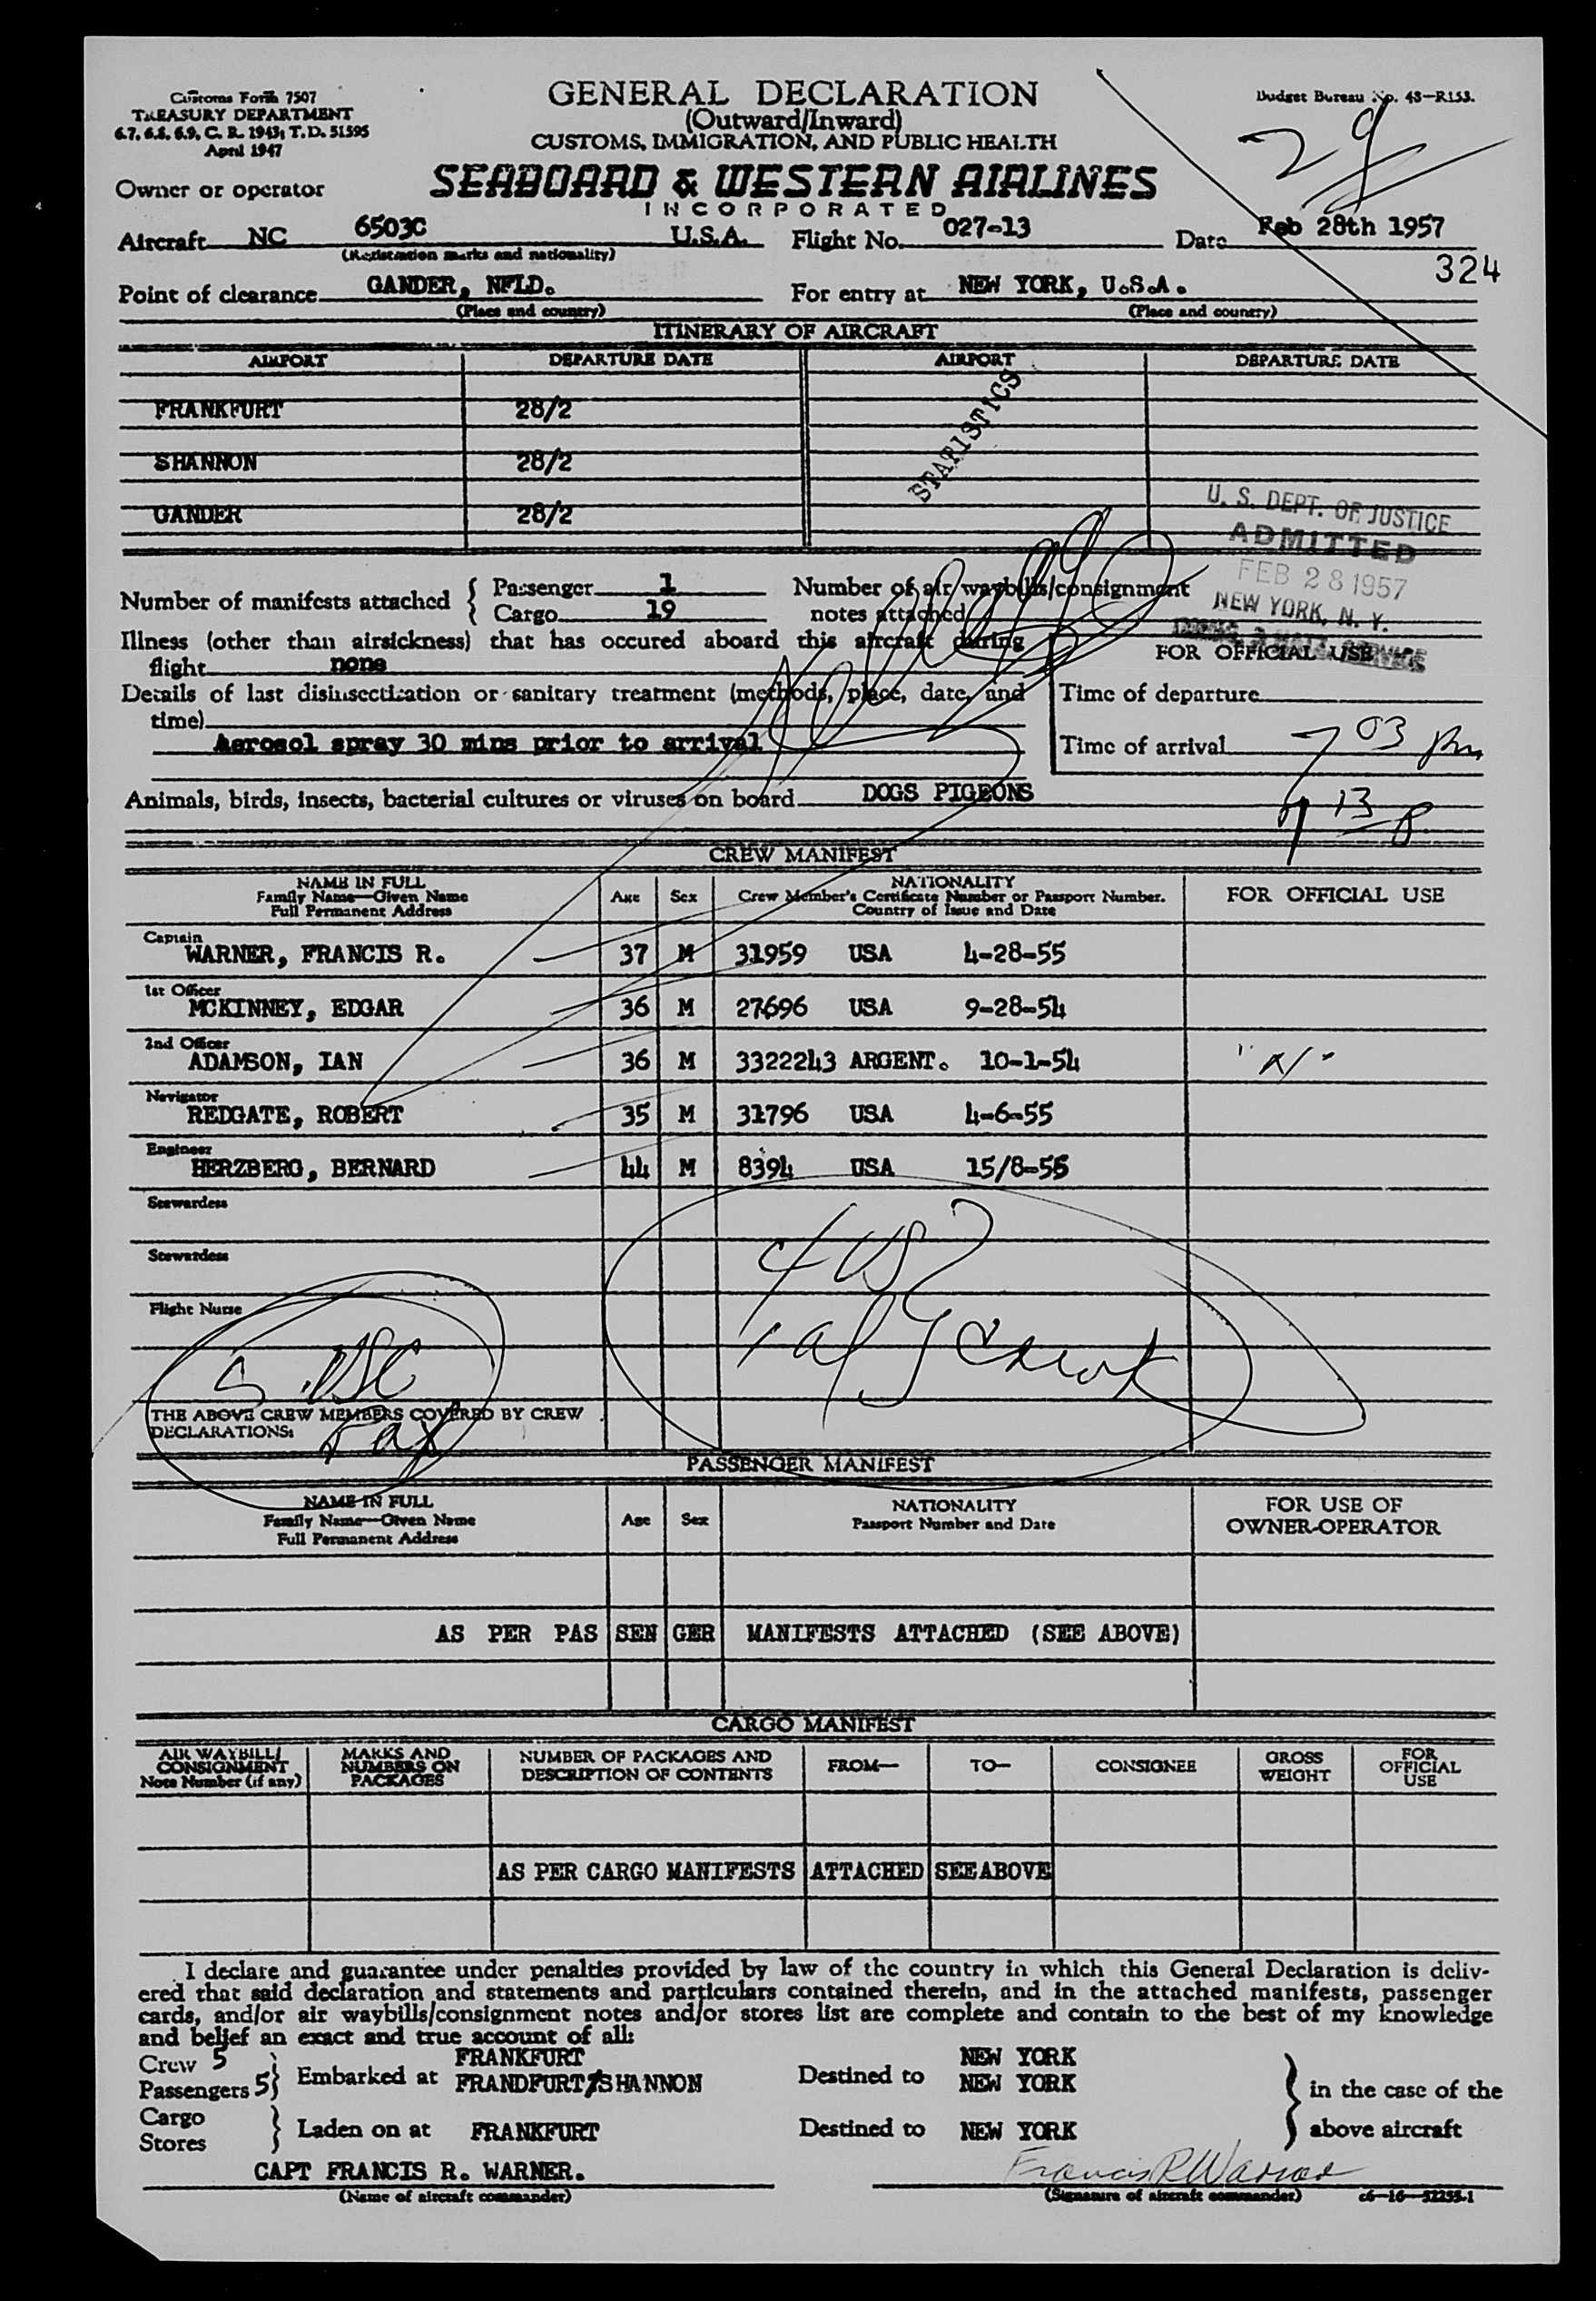 Customs Form 7507
TREASURY DEPARTMENT
6.7, 6.8, 6.9, C. R. 1943; T.D. 51595
April 1947
GENERAL DECLARATION
(Outward/Inward)
CUSTOMS, IMMIGRATION, AND PUBLIC HEALTH
Budget Bureau No. 43-R153.
29
Owner or operator
SEABOARD & WESTERN AIRLINES
INCORPORATED
Aircraft NC 6503C U.S.A. Flight No. 027-13 Date Feb 28th 1957
(Registration marks and nationality)
324
Point of clearance GANDER, NFLD. For entry at NEW YORK, U.S.A.
(Place and country) (Place and country)
ITINERARY OF AIRCRAFT
AIRPORT DEPARTURE DATE AIRPORT DEPARTURE DATE
FRANKFURT 28/2
STATISTICS
SHANNON 28/2
GANDER 28/2
U. S. DEPT. OF JUSTICE
ADMITTED
FEB 28 1957
NEW YORK, N. Y.
Number of manifests attached { Passenger 1 Number of air waybills/consignment
Cargo 19 notes attached
Illness (other than airsickness) that has occured aboard this aircraft during
flight none
FOR OFFICIAL USE
Details of last disinsectization or sanitary treatment (methods, place, date, and
time)
Time of departure
Aerosol spray 30 mins prior to arrival
Time of arrival 7 03 pm
Animals, birds, insects, bacterial cultures or viruses on board DOGS PIGEONS
13
CREW MANIFEST
NAME IN FULL
Family Name—Given Name
Full Permanent Address
Age Sex
NATIONALITY
Crew Member's Certificate Number or Passport Number.
Country of Issue and Date
FOR OFFICIAL USE
Captain
WARNER, FRANCIS R. 37 M 31959 USA 4-28-55
1st Officer
MCKINNEY, EDGAR 36 M 27696 USA 9-28-54
2nd Officer
ADAMSON, IAN 36 M 3322243 ARGENT. 10-1-54
Navigator
REDGATE, ROBERT 35 M 31796 USA 4-6-55
Engineer
HERZBERG, BERNARD 44 M 8394 USA 15/8-55
Stewardess
Stewardess
Flight Nurse
4 US
5 USC
Pax
THE ABOVE CREW MEMBERS COVERED BY CREW
DECLARATIONS:
PASSENGER MANIFEST
NAME IN FULL
Family Name—Given Name
Full Permanent Address
Age Sex
NATIONALITY
Passport Number and Date
FOR USE OF
OWNER-OPERATOR
AS PER PAS SEN GER MANIFESTS ATTACHED (SEE ABOVE)
CARGO MANIFEST
AIR WAYBILL/
CONSIGNMENT
Note Number (if any)
MARKS AND
NUMBERS ON
PACKAGES
NUMBER OF PACKAGES AND
DESCRIPTION OF CONTENTS
FROM— TO— CONSIGNEE
GROSS
WEIGHT
FOR
OFFICIAL
USE
AS PER CARGO MANIFESTS ATTACHED SEE ABOVE
I declare and guarantee under penalties provided by law of the country in which this General Declaration is deliv-
ered that said declaration and statements and particulars contained therein, and in the attached manifests, passenger
cards, and/or air waybills/consignment notes and/or stores list are complete and contain to the best of my knowledge
and belief an exact and true account of all:
Crew 5 FRANKFURT NEW YORK
Passengers 5 } Embarked at FRANDFURT/SHANNON Destined to NEW YORK } in the case of the
Cargo
Stores } Laden on at FRANKFURT Destined to NEW YORK above aircraft
CAPT FRANCIS R. WARNER. Francis R Warner
(Name of aircraft commander) (Signature of aircraft commander) c6—16—52255-1